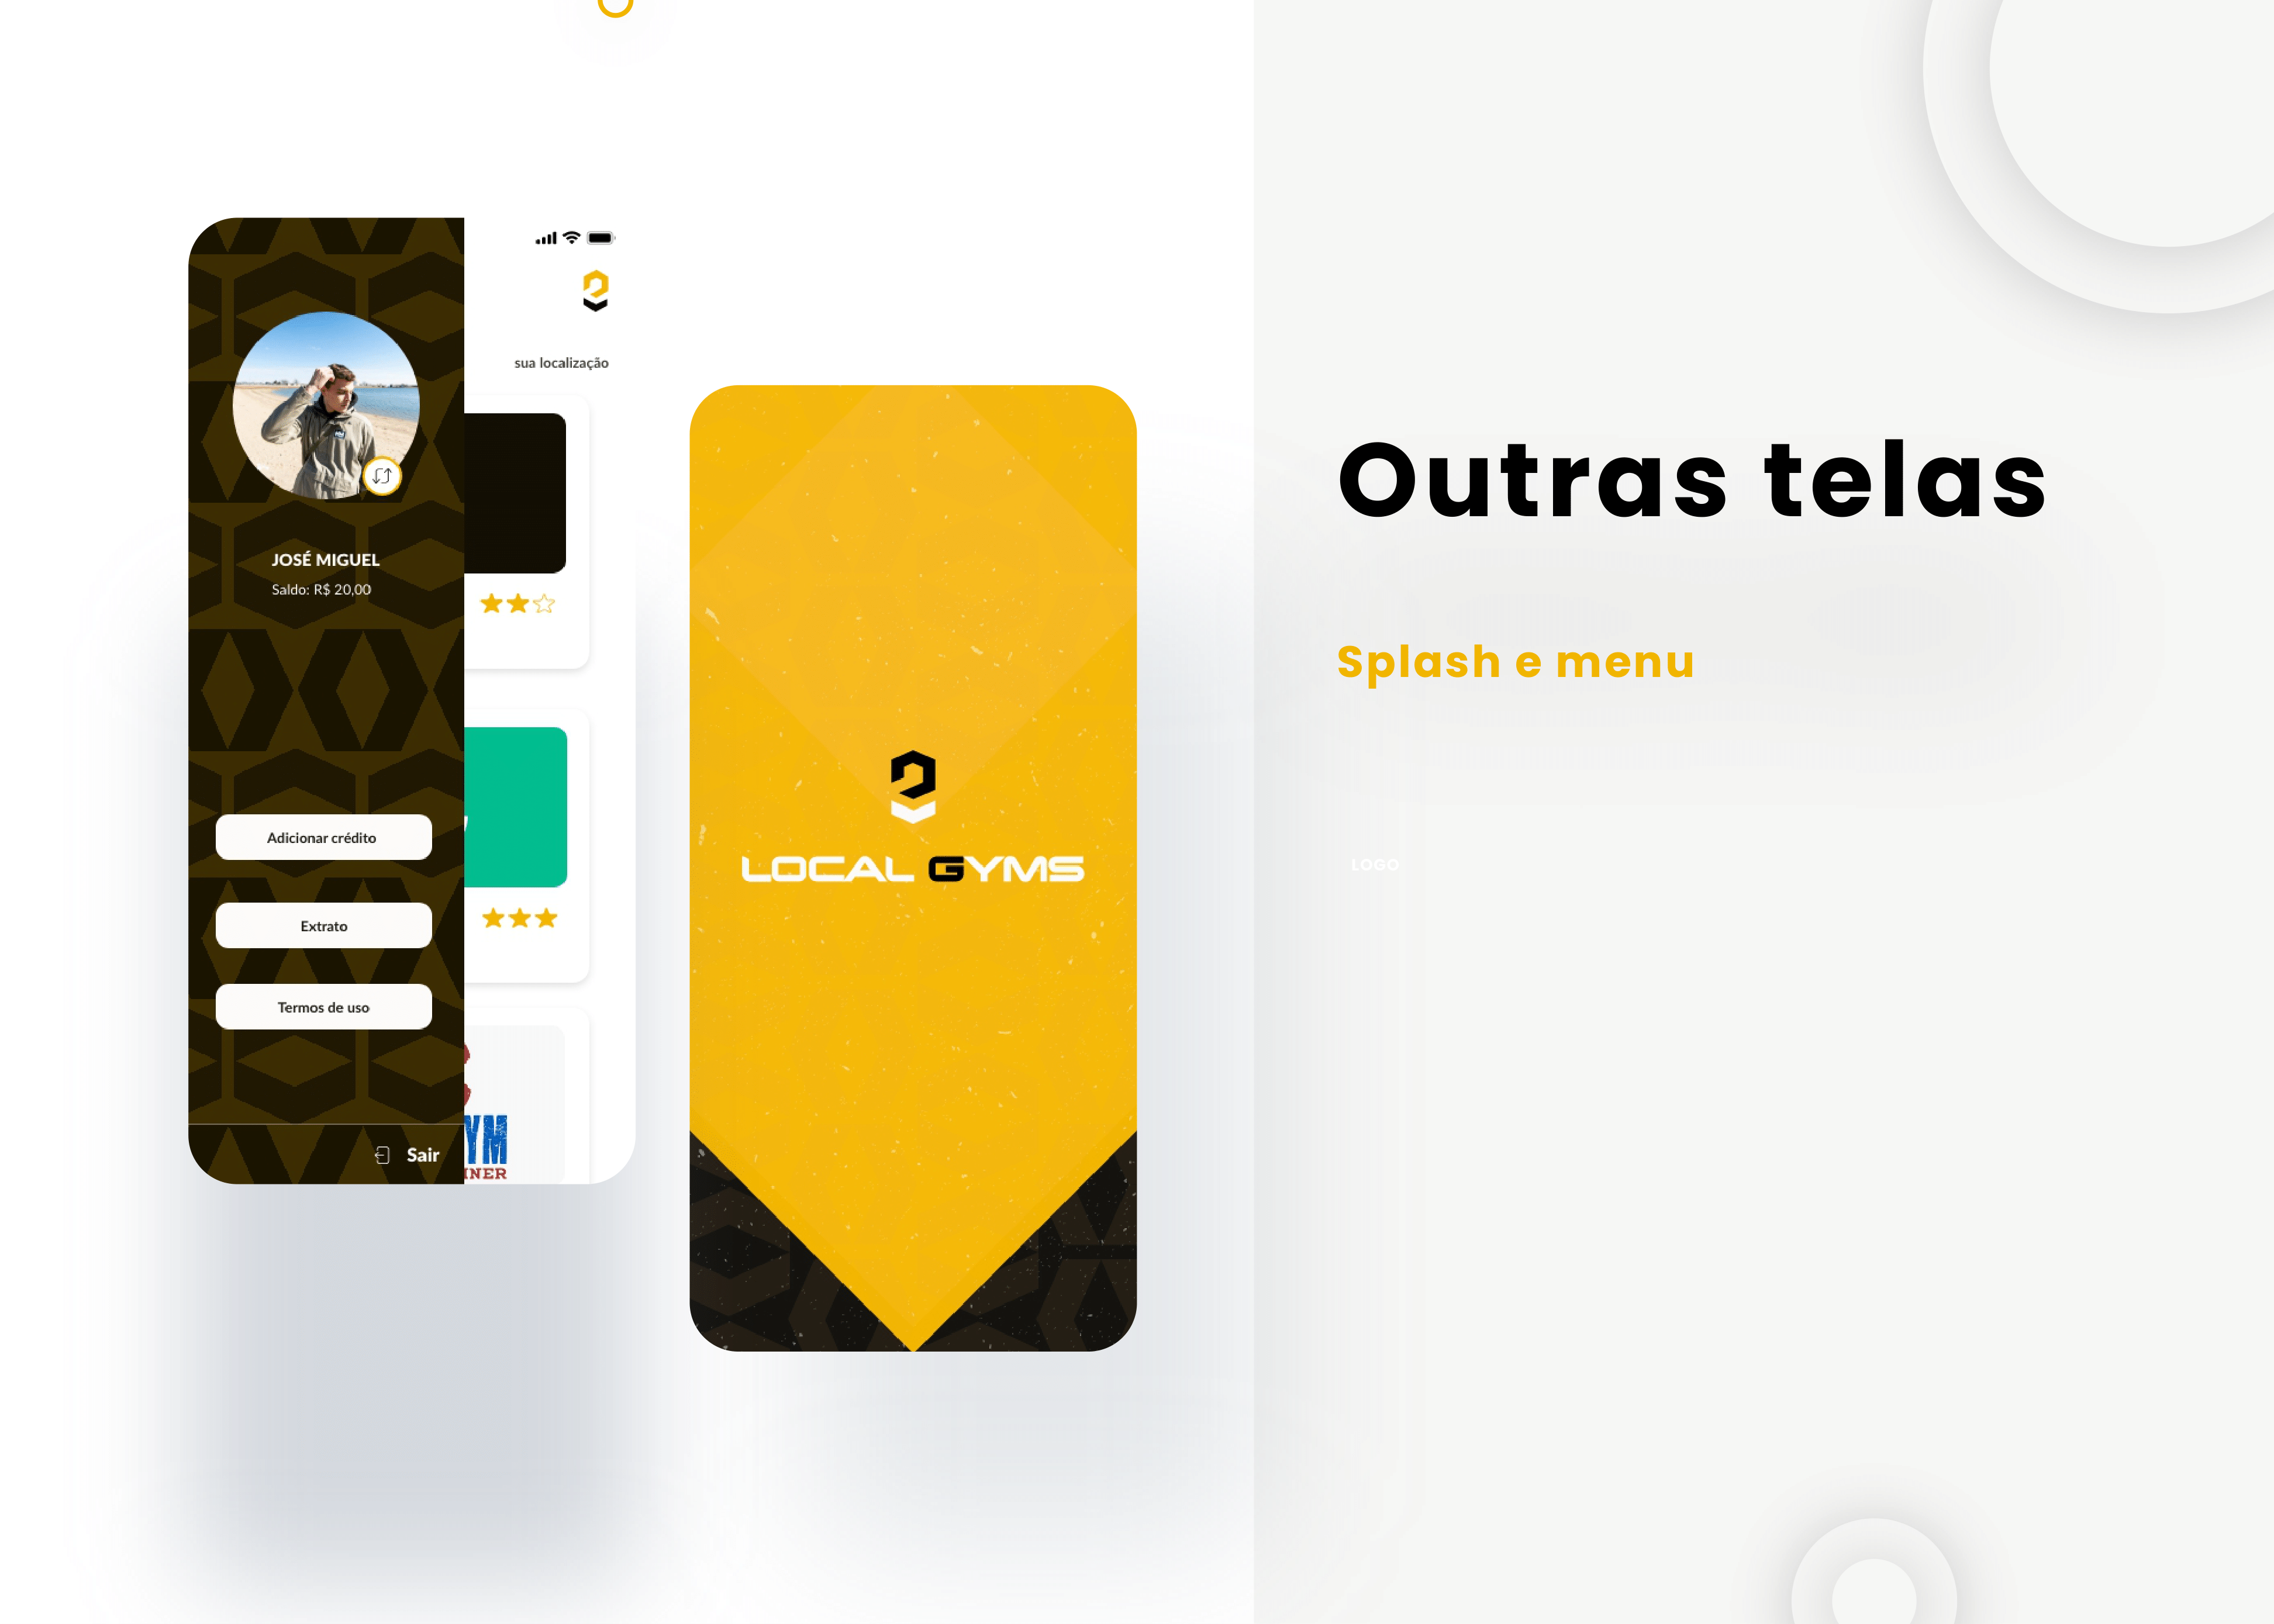 sua localização
JOSÉ MIGUEL
Saldo: R$ 20,00
Adicionar crédito
Extrato
Termos de uso
Sair
YM
INER
LOCAL GYMS
Outras telas
Splash e menu
LOGO